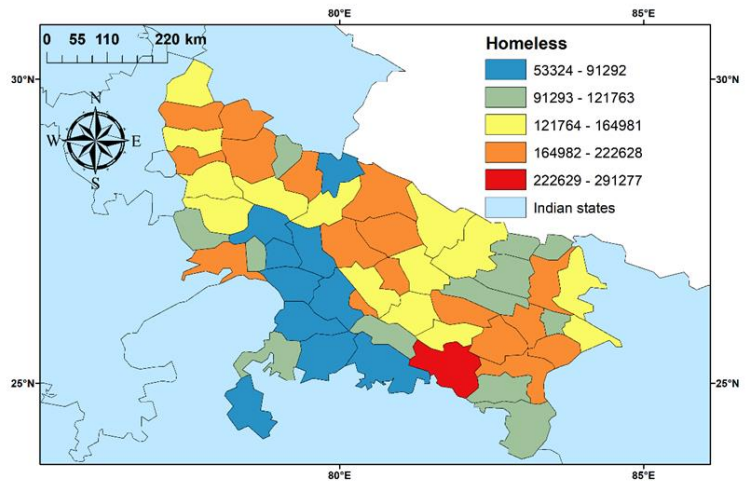 80°E 85°E
0 55 110 220 km
Homeless
30°N 30°N
53324 - 91292
91293 - 121763
N
121764 - 164981
W E
164982 - 222628
S
222629 - 291277
Indian states
25°N 25°N
80°E 85°E